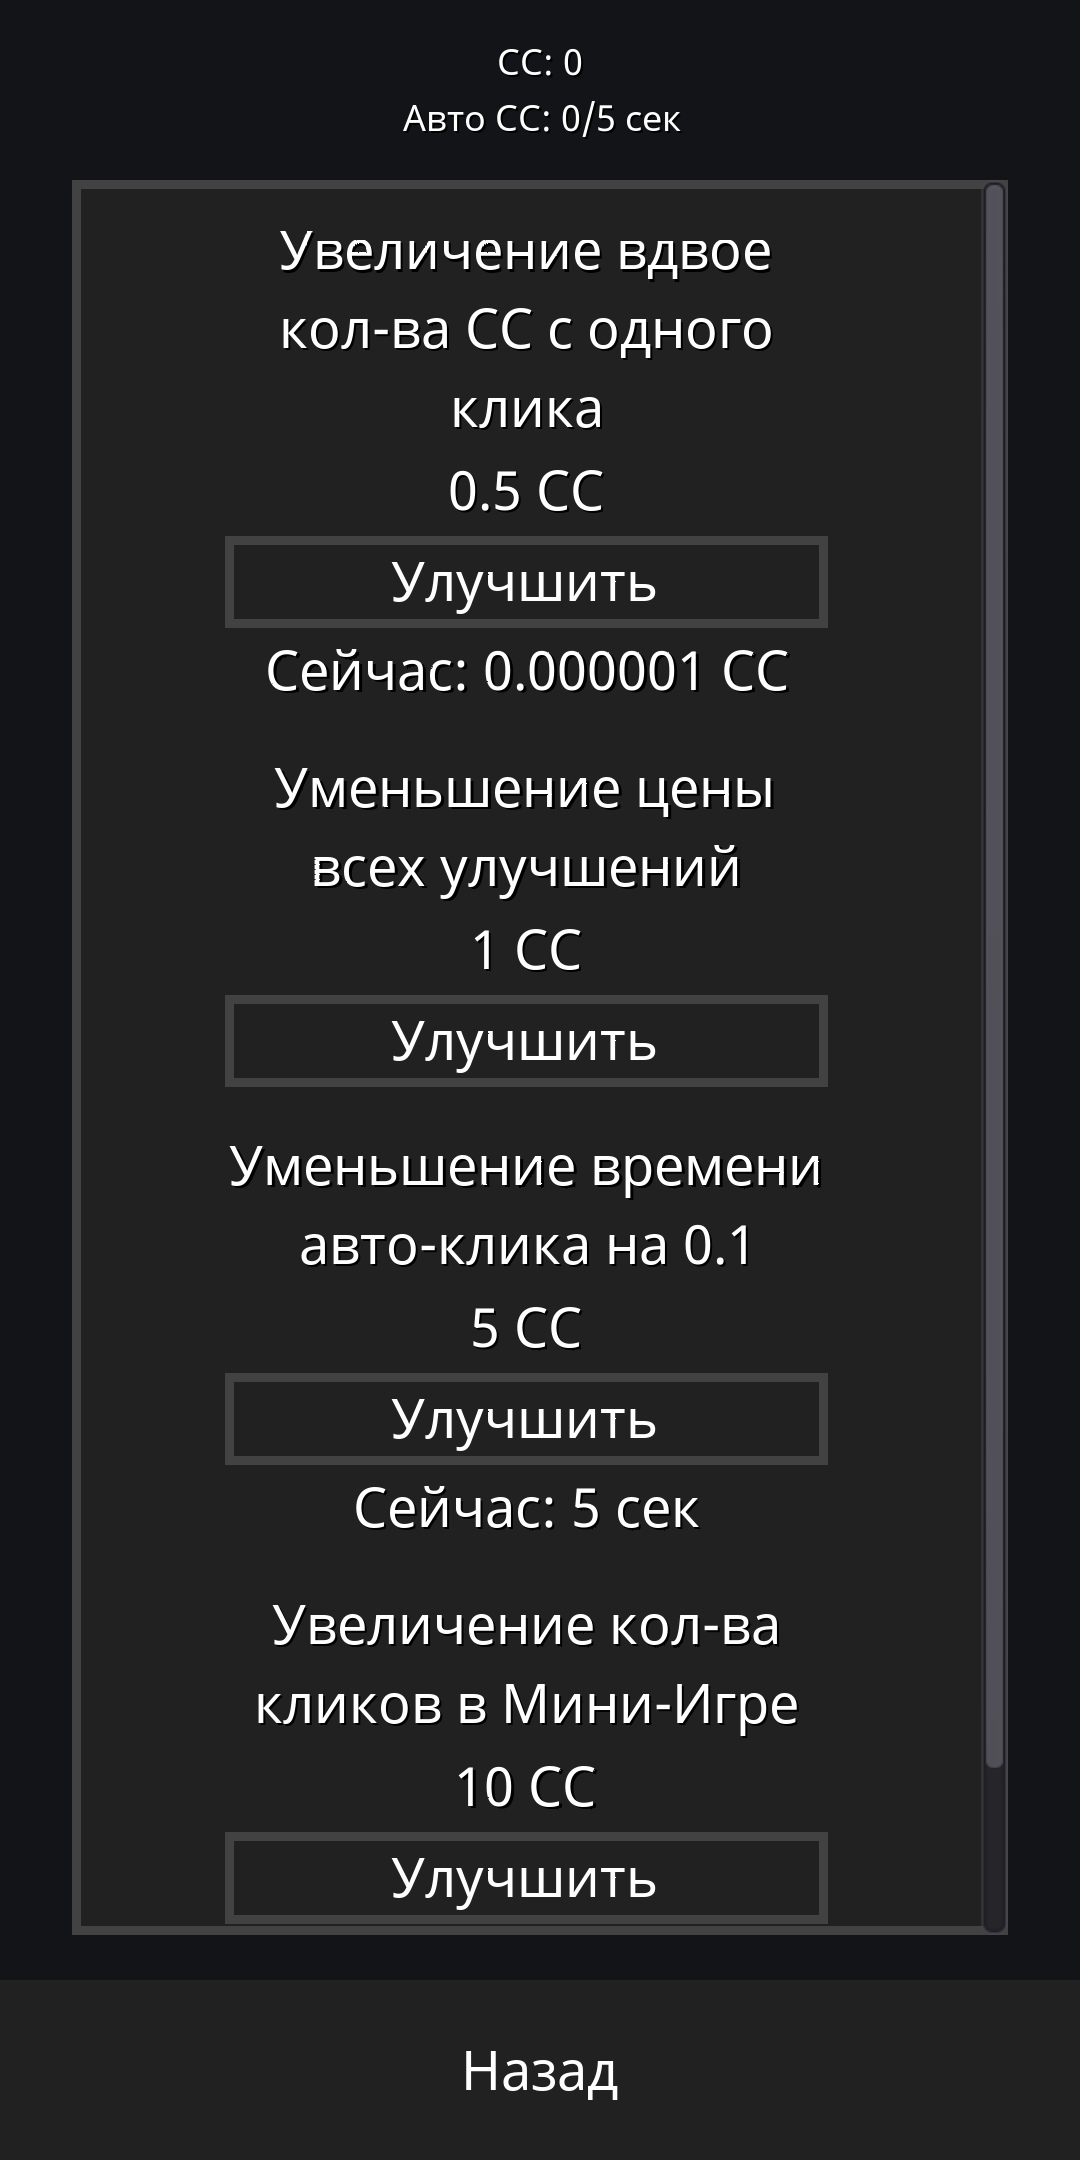 СС: 0
Авто СС: 0/5 сек
Увеличение вдвое
кол-ва СС с одного
клика
0.5 СС
Улучшить
Сейчас: 0.000001 СС
Уменьшение цены
всех улучшений
1 СС
Улучшить
Уменьшение времени
авто-клика на 0.1
5 СС
Улучшить
Сейчас: 5 сек
Увеличение кол-ва
кликов в Мини-Игре
10 СС
Улучшить
Назад